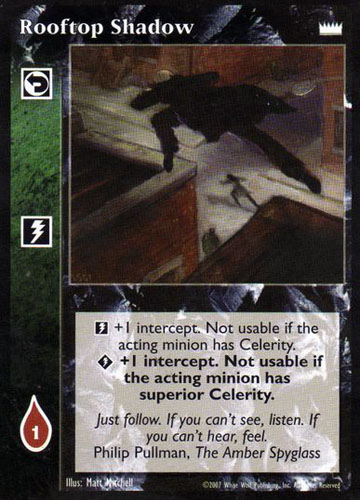 Rooftop Shadow
+1 intercept. Not usable if the
acting minion has Celerity.
+1 intercept. Not usable if
the acting minion has
superior Celerity.
Just follow. If you can't see, listen. If
you can't hear, feel.
Philip Pullman, The Amber Spyglass
1
Illus: Matt Mitchell
©2007 White Wolf Publishing, Inc. All Rights Reserved